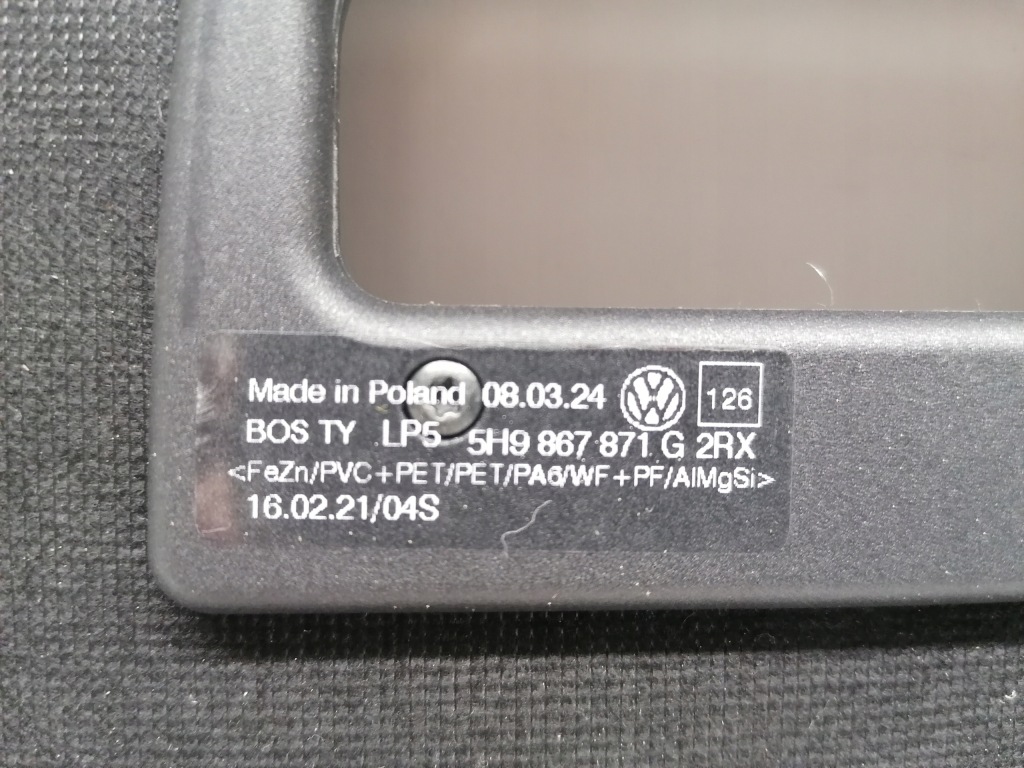 Made in Poland 08.03.24 VW 126
BOS TY LP5 5H9 867 871 G 2RX
<FeZn/PVC+PET/PET/PA6/WF+PF/AlMgSi>
16.02.21/04S